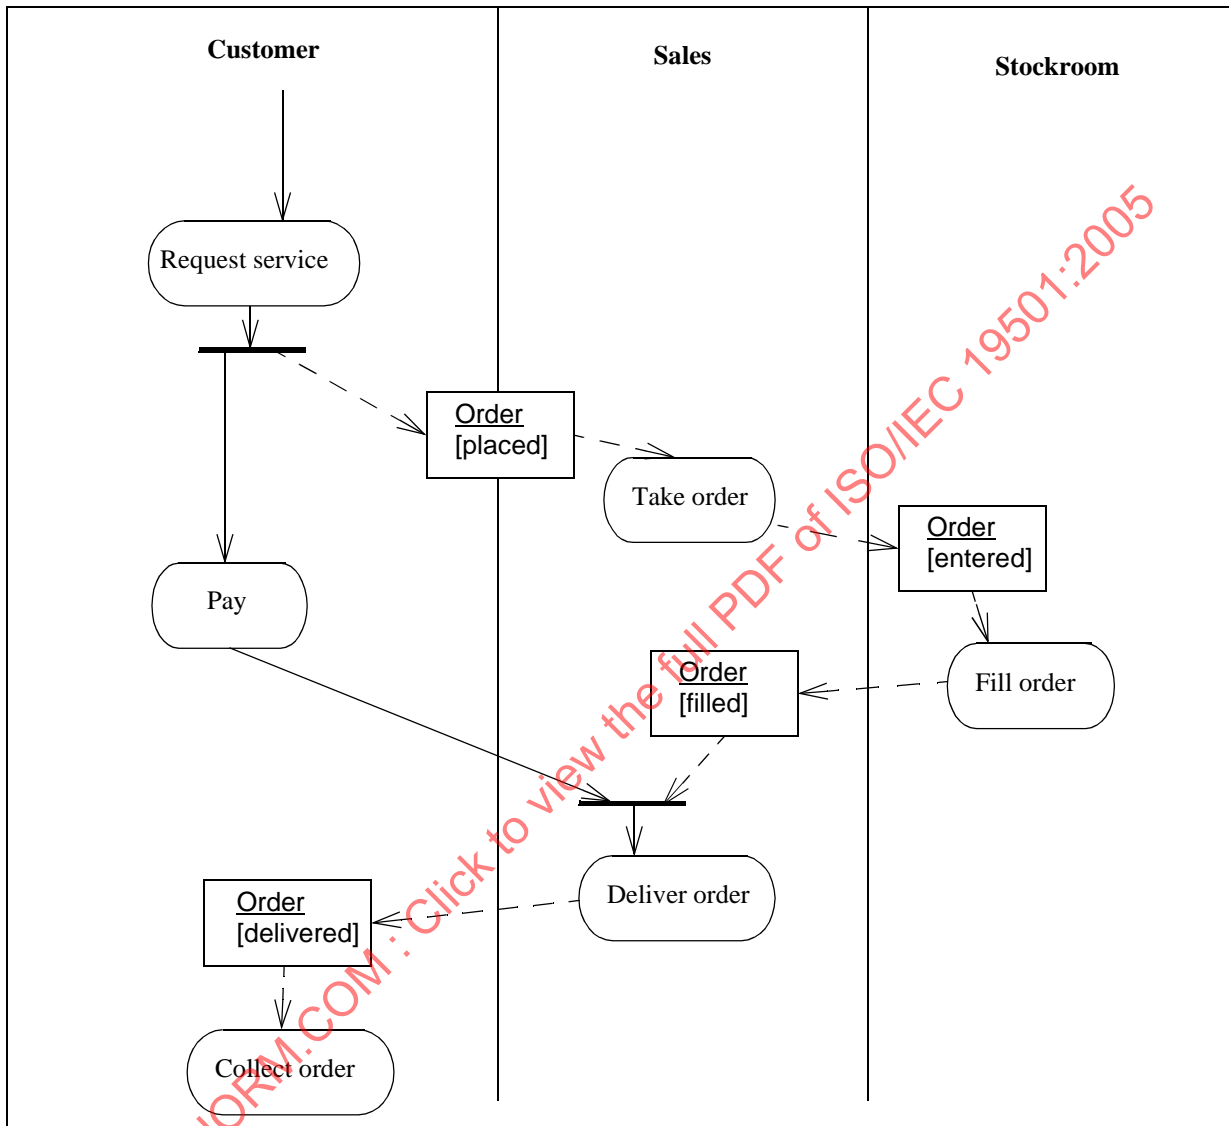 Customer
Sales
Stockroom
Request service
Order
[placed]
Take order
Order
[entered]
Pay
Order
[filled]
Fill order
Deliver order
Order
[delivered]
Collect order
NORM.COM : Click to view the full PDF of ISO/IEC 19501:2005